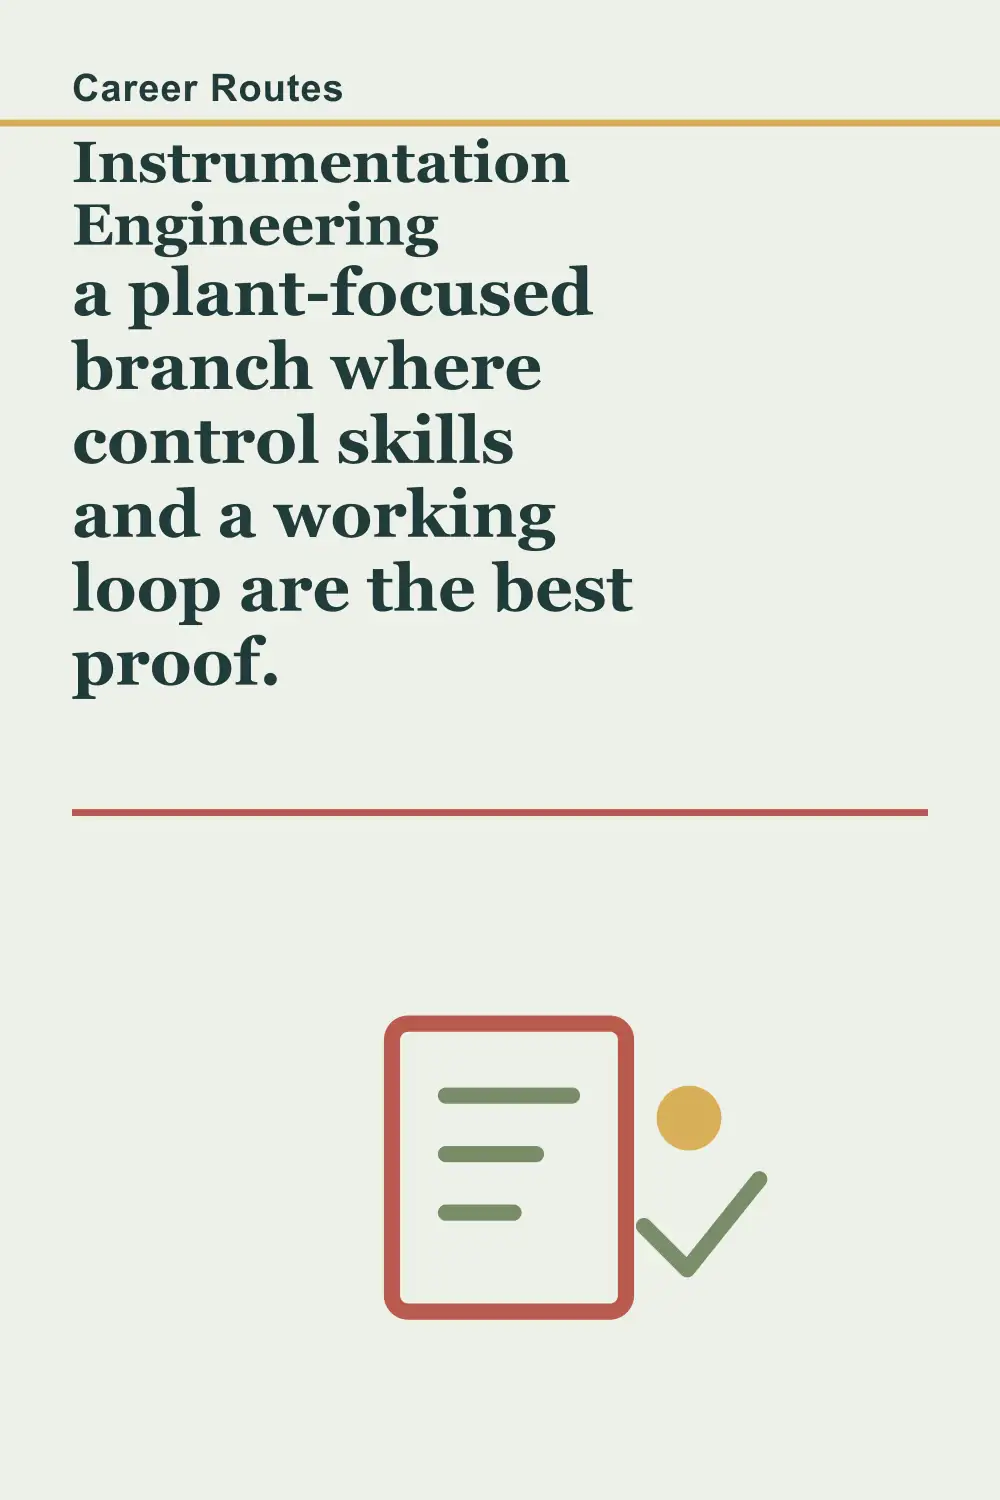 Career Routes
Instrumentation
Engineering
a plant-focused
branch where
control skills
and a working
loop are the best
proof.